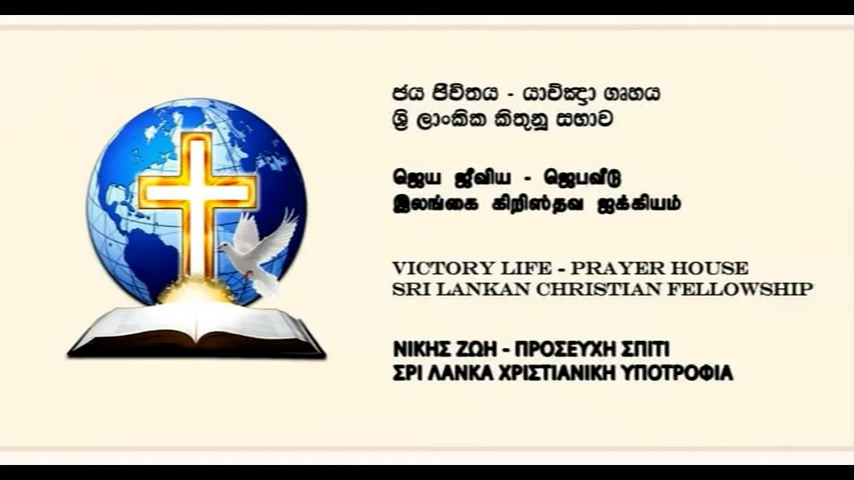 ජය ජීවිතය - යාච්ඤා ගෘහය
ශ්‍රී ලාංකික කිතුනු සභාව
ஜெய ஜீவிய - ஜெபவீடு
இலங்கை கிறிஸ்தவ ஐக்கியம்
VICTORY LIFE - PRAYER HOUSE
SRI LANKAN CHRISTIAN FELLOWSHIP
ΝΙΚΗΣ ΖΩΗ - ΠΡΟΣΕΥΧΗ ΣΠΙΤΙ
ΣΡΙ ΛΑΝΚΑ ΧΡΙΣΤΙΑΝΙΚΗ ΥΠΟΤΡΟΦΙΑ